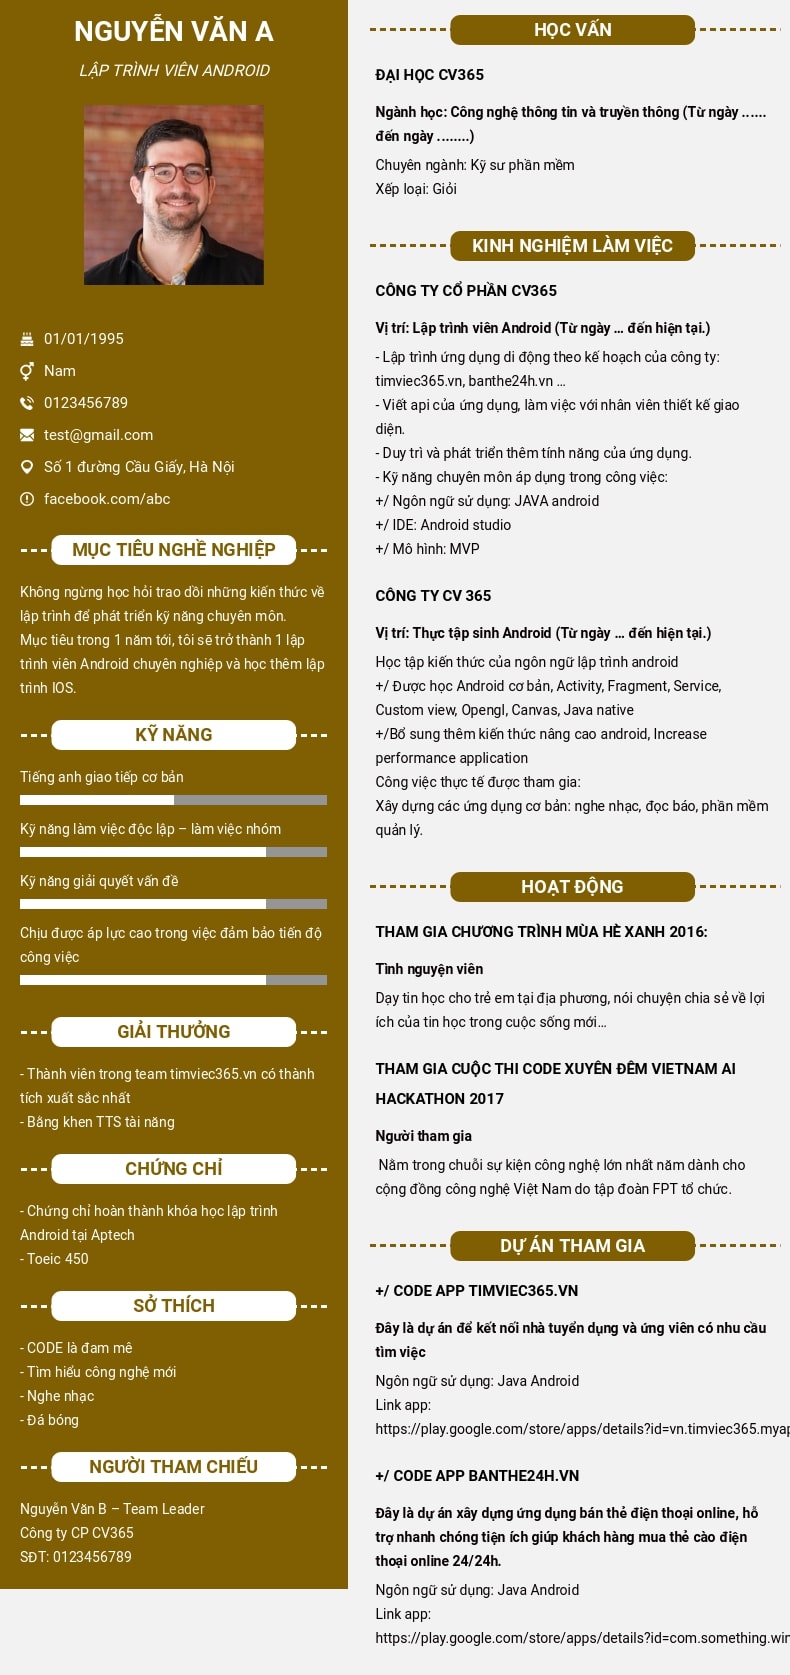 NGUYỄN VĂN A
LẬP TRÌNH VIÊN ANDROID
01/01/1995
Nam
0123456789
test@gmail.com
Số 1 đường Cầu Giấy, Hà Nội
facebook.com/abc
MỤC TIÊU NGHỀ NGHIỆP
Không ngừng học hỏi trao dồi những kiến thức về
lập trình để phát triển kỹ năng chuyên môn.
Mục tiêu trong 1 năm tới, tôi sẽ trở thành 1 lập
trình viên Android chuyên nghiệp và học thêm lập
trình IOS.
KỸ NĂNG
Tiếng anh giao tiếp cơ bản
Kỹ năng làm việc độc lập – làm việc nhóm
Kỹ năng giải quyết vấn đề
Chịu được áp lực cao trong việc đảm bảo tiến độ
công việc
GIẢI THƯỞNG
- Thành viên trong team timviec365.vn có thành
tích xuất sắc nhất
- Bằng khen TTS tài năng
CHỨNG CHỈ
- Chứng chỉ hoàn thành khóa học lập trình
Android tại Aptech
- Toeic 450
SỞ THÍCH
- CODE là đam mê
- Tìm hiểu công nghệ mới
- Nghe nhạc
- Đá bóng
NGƯỜI THAM CHIẾU
Nguyễn Văn B – Team Leader
Công ty CP CV365
SĐT: 0123456789
HỌC VẤN
ĐẠI HỌC CV365
Ngành học: Công nghệ thông tin và truyền thông (Từ ngày ......
đến ngày ........)
Chuyên ngành: Kỹ sư phần mềm
Xếp loại: Giỏi
KINH NGHIỆM LÀM VIỆC
CÔNG TY CỔ PHẦN CV365
Vị trí: Lập trình viên Android (Từ ngày ... đến hiện tại.)
- Lập trình ứng dụng di động theo kế hoạch của công ty:
timviec365.vn, banthe24h.vn ...
- Viết api của ứng dụng, làm việc với nhân viên thiết kế giao
diện.
- Duy trì và phát triển thêm tính năng của ứng dụng.
- Kỹ năng chuyên môn áp dụng trong công việc:
+/ Ngôn ngữ sử dụng: JAVA android
+/ IDE: Android studio
+/ Mô hình: MVP
CÔNG TY CV 365
Vị trí: Thực tập sinh Android (Từ ngày ... đến hiện tại.)
Học tập kiến thức của ngôn ngữ lập trình android
+/ Được học Android cơ bản, Activity, Fragment, Service,
Custom view, Opengl, Canvas, Java native
+/Bổ sung thêm kiến thức nâng cao android, Increase
performance application
Công việc thực tế được tham gia:
Xây dựng các ứng dụng cơ bản: nghe nhạc, đọc báo, phần mềm
quản lý.
HOẠT ĐỘNG
THAM GIA CHƯƠNG TRÌNH MÙA HÈ XANH 2016:
Tình nguyện viên
Dạy tin học cho trẻ em tại địa phương, nói chuyện chia sẻ về lợi
ích của tin học trong cuộc sống mới...
THAM GIA CUỘC THI CODE XUYÊN ĐÊM VIETNAM AI
HACKATHON 2017
Người tham gia
Nằm trong chuỗi sự kiện công nghệ lớn nhất năm dành cho
cộng đồng công nghệ Việt Nam do tập đoàn FPT tổ chức.
DỰ ÁN THAM GIA
+/ CODE APP TIMVIEC365.VN
Đây là dự án để kết nối nhà tuyển dụng và ứng viên có nhu cầu
tìm việc
Ngôn ngữ sử dụng: Java Android
Link app:
https://play.google.com/store/apps/details?id=vn.timviec365.myap
+/ CODE APP BANTHE24H.VN
Đây là dự án xây dựng ứng dụng bán thẻ điện thoại online, hỗ
trợ nhanh chóng tiện ích giúp khách hàng mua thẻ cào điện
thoại online 24/24h.
Ngôn ngữ sử dụng: Java Android
Link app:
https://play.google.com/store/apps/details?id=com.something.win